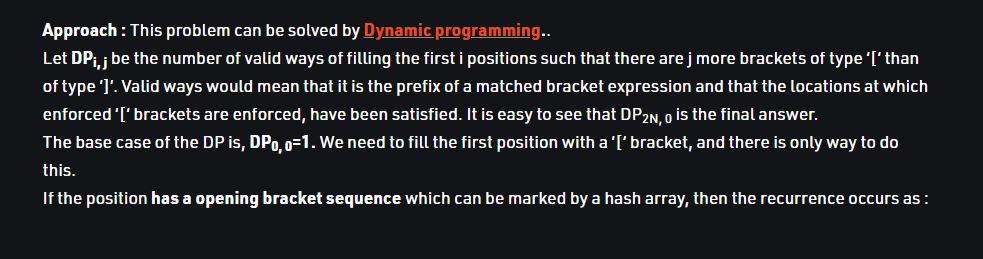 Approach : This problem can be solved by Dynamic programming..
Let DPi, j be the number of valid ways of filling the first i positions such that there are j more brackets of type ‘[‘ than
of type ‘]’. Valid ways would mean that it is the prefix of a matched bracket expression and that the locations at which
enforced ‘[‘ brackets are enforced, have been satisfied. It is easy to see that DP2N, 0 is the final answer.
The base case of the DP is, DP0, 0=1. We need to fill the first position with a ‘[‘ bracket, and there is only way to do
this.
If the position has a opening bracket sequence which can be marked by a hash array, then the recurrence occurs as :